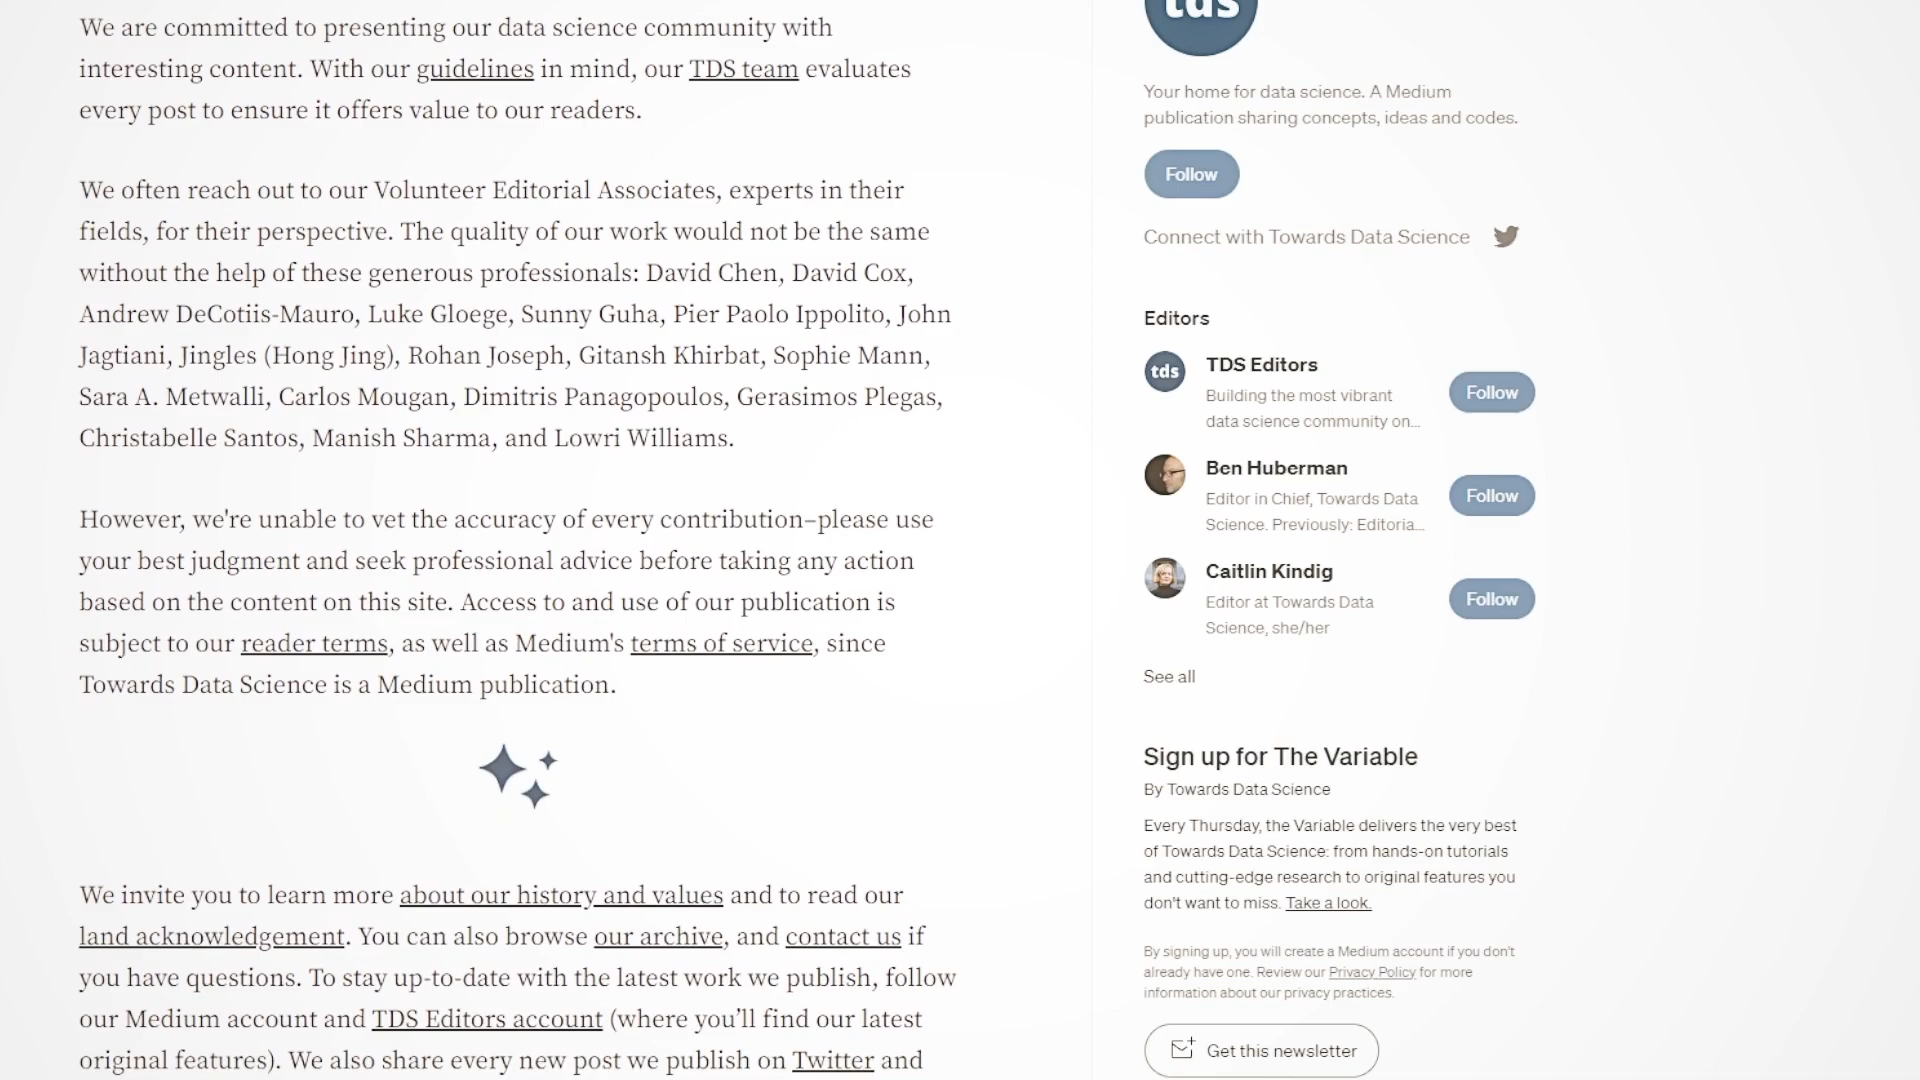 We are committed to presenting our data science community with
interesting content. With our guidelines in mind, our TDS team evaluates
every post to ensure it offers value to our readers.
We often reach out to our Volunteer Editorial Associates, experts in their
fields, for their perspective. The quality of our work would not be the same
without the help of these generous professionals: David Chen, David Cox,
Andrew DeCotiis-Mauro, Luke Gloege, Sunny Guha, Pier Paolo Ippolito, John
Jagtiani, Jingles (Hong Jing), Rohan Joseph, Gitansh Khirbat, Sophie Mann,
Sara A. Metwalli, Carlos Mougan, Dimitris Panagopoulos, Gerasimos Plegas,
Christabelle Santos, Manish Sharma, and Lowri Williams.
However, we're unable to vet the accuracy of every contribution–please use
your best judgment and seek professional advice before taking any action
based on the content on this site. Access to and use of our publication is
subject to our reader terms, as well as Medium's terms of service, since
Towards Data Science is a Medium publication.
We invite you to learn more about our history and values and to read our
land acknowledgement. You can also browse our archive, and contact us if
you have questions. To stay up-to-date with the latest work we publish, follow
our Medium account and TDS Editors account (where you’ll find our latest
original features). We also share every new post we publish on Twitter and
tds
Your home for data science. A Medium
publication sharing concepts, ideas and codes.
Follow
Connect with Towards Data Science
Editors
tds
TDS Editors
Building the most vibrant
data science community on...
Follow
Ben Huberman
Editor in Chief, Towards Data
Science. Previously: Editoria...
Follow
Caitlin Kindig
Editor at Towards Data
Science, she/her
Follow
See all
Sign up for The Variable
By Towards Data Science
Every Thursday, the Variable delivers the very best
of Towards Data Science: from hands-on tutorials
and cutting-edge research to original features you
don't want to miss. Take a look.
By signing up, you will create a Medium account if you don't
already have one. Review our Privacy Policy for more
information about our privacy practices.
Get this newsletter